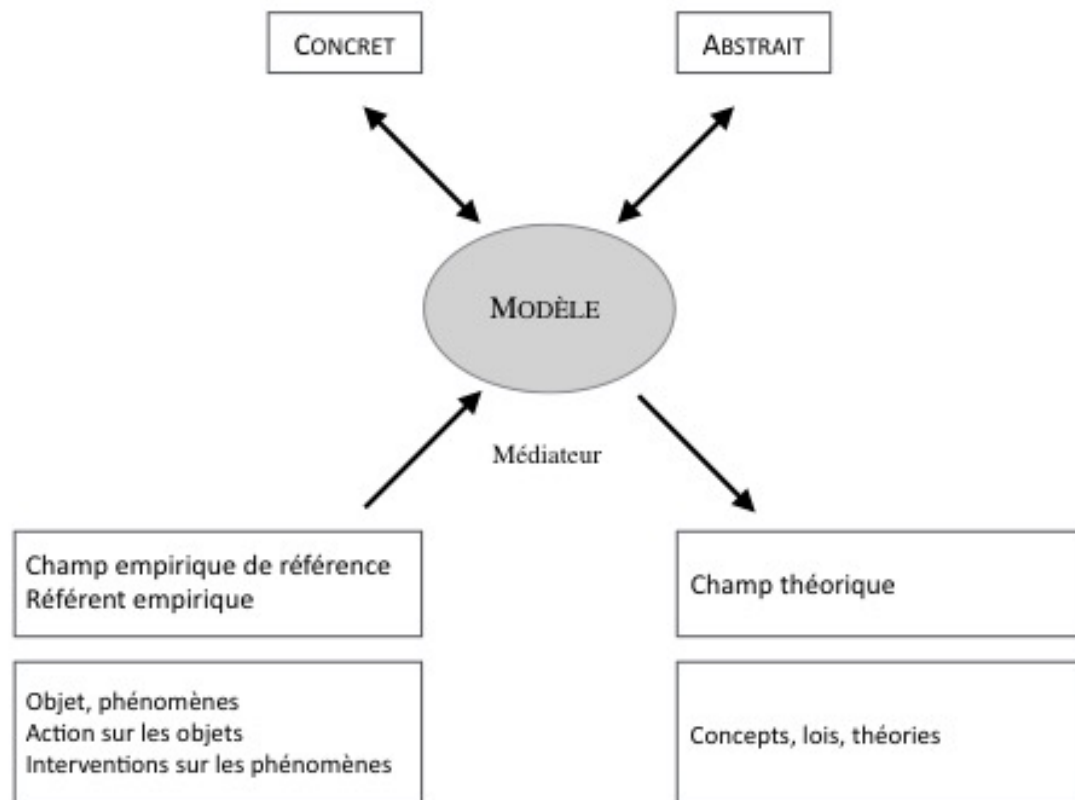 CONCRET
ABSTRAIT
MODÈLE
Médiateur
Champ empirique de référence
Référent empirique
Champ théorique
Objet, phénomènes
Action sur les objets
Interventions sur les phénomènes
Concepts, lois, théories